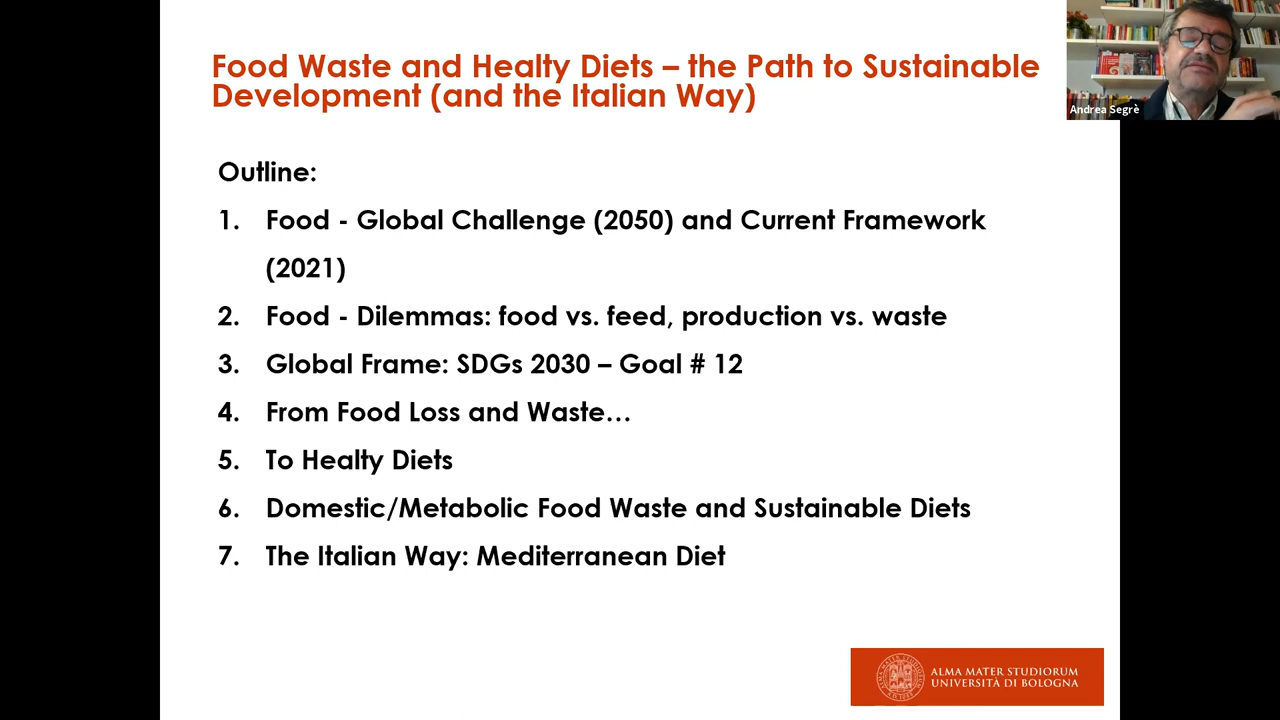 Food Waste and Healty Diets – the Path to Sustainable
Development (and the Italian Way)
Andrea Segrè
Outline:
1. Food - Global Challenge (2050) and Current Framework
(2021)
2. Food - Dilemmas: food vs. feed, production vs. waste
3. Global Frame: SDGs 2030 – Goal # 12
4. From Food Loss and Waste…
5. To Healty Diets
6. Domestic/Metabolic Food Waste and Sustainable Diets
7. The Italian Way: Mediterranean Diet
ALMA MATER STUDIORUM
UNIVERSITÀ DI BOLOGNA